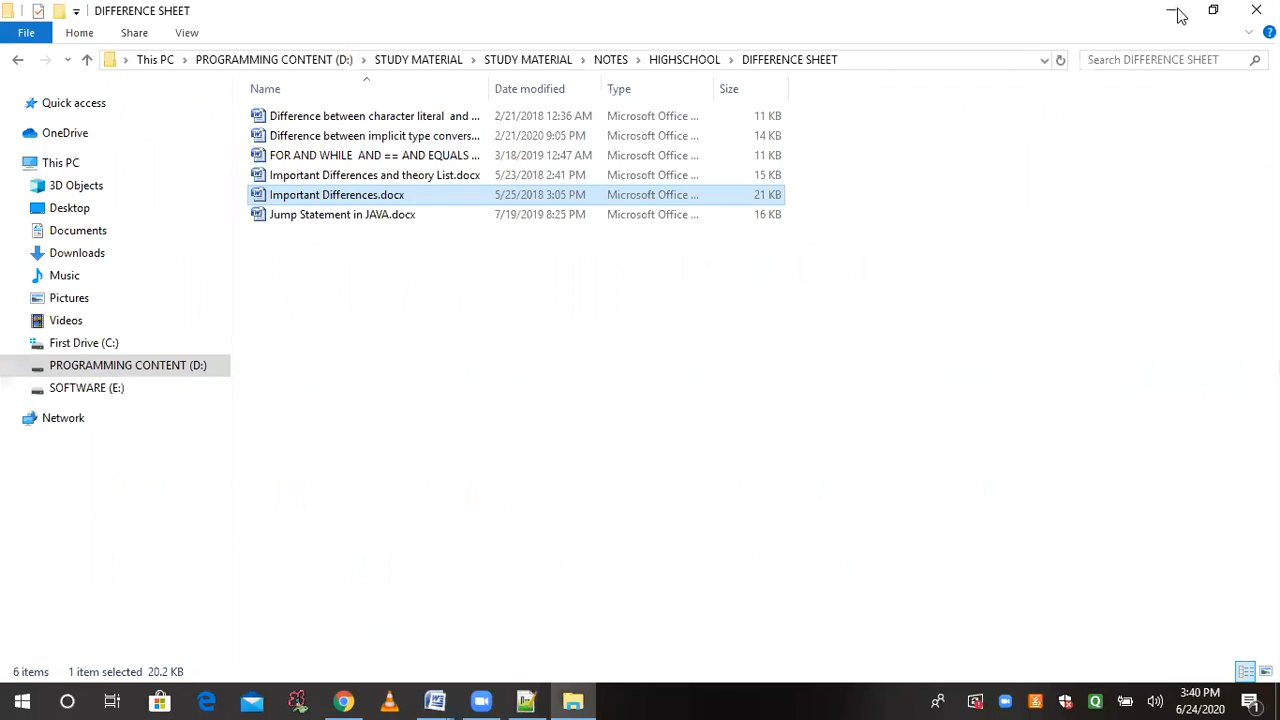 DIFFERENCE SHEET
File Home Share View
This PC PROGRAMMING CONTENT (D:) STUDY MATERIAL STUDY MATERIAL NOTES HIGHSCHOOL DIFFERENCE SHEET Search DIFFERENCE SHEET
Name Date modified Type Size
Quick access
OneDrive
This PC
3D Objects
Desktop
Documents
Downloads
Music
Pictures
Videos
First Drive (C:)
PROGRAMMING CONTENT (D:)
SOFTWARE (E:)
Network
Difference between character literal and ... 2/21/2018 12:36 AM Microsoft Office ... 11 KB
Difference between implicit type convers... 2/21/2020 9:05 PM Microsoft Office ... 14 KB
FOR AND WHILE AND == AND EQUALS ... 3/18/2019 12:47 AM Microsoft Office ... 11 KB
Important Differences and theory List.docx 5/23/2018 2:41 PM Microsoft Office ... 15 KB
Important Differences.docx 5/25/2018 3:05 PM Microsoft Office ... 21 KB
Jump Statement in JAVA.docx 7/19/2019 8:25 PM Microsoft Office ... 16 KB
6 items 1 item selected 20.2 KB
3:40 PM
6/24/2020